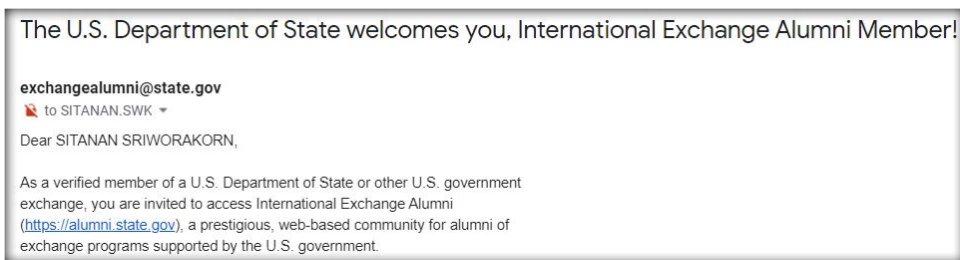 The U.S. Department of State welcomes you, International Exchange Alumni Member!
exchangealumni@state.gov
to SITANAN.SWK
Dear SITANAN SRIWORAKORN,
As a verified member of a U.S. Department of State or other U.S. government
exchange, you are invited to access International Exchange Alumni
(https://alumni.state.gov), a prestigious, web-based community for alumni of
exchange programs supported by the U.S. government.